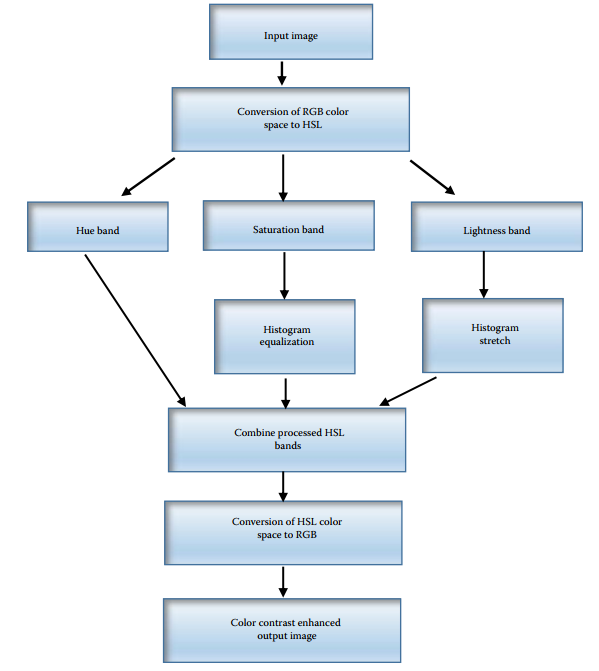 Input image
Conversion of RGB color
space to HSL
Hue band
Saturation band
Lightness band
Histogram
equalization
Histogram
stretch
Combine processed HSL
bands
Conversion of HSL color
space to RGB
Color contrast enhanced
output image